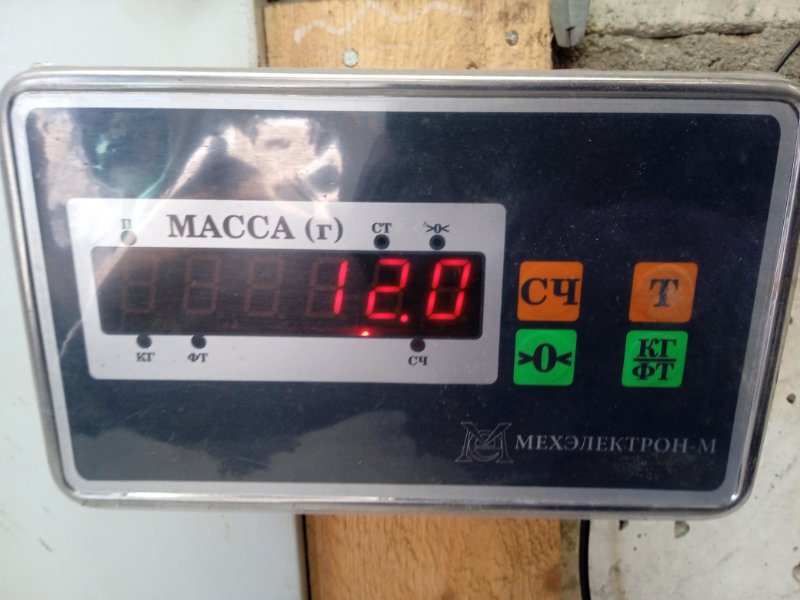 П МАССА (г) СТ >0<
12.0
КГ ФТ СЧ
СЧ Т
>0< КГ/ФТ
МЕХЭЛЕКТРОН-М